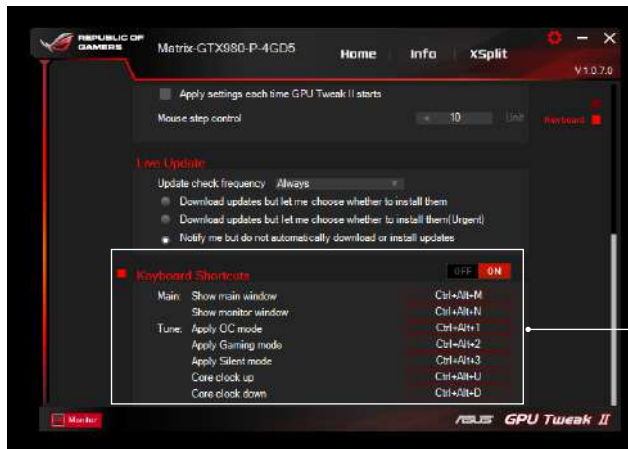 REPUBLIC OF
GAMERS
Matrix-GTX980-P-4GD5
Home Info XSplit
V 1.0.7.0
Apply settings each time GPU Tweak II starts
Mouse step control 10 Unit
Keyboard
Live Update
Update check frequency Always
Download updates but let me choose whether to install them
Download updates but let me choose whether to install them(Urgent)
Notify me but do not automatically download or install updates
Keyboard Shortcuts OFF ON
Main: Show main window Ctrl+Alt+M
Show monitor window Ctrl+Alt+N
Tune: Apply OC mode Ctrl+Alt+1
Apply Gaming mode Ctrl+Alt+2
Apply Silent mode Ctrl+Alt+3
Core clock up Ctrl+Alt+U
Core clock down Ctrl+Alt+D
Monitor
ASUS GPU Tweak II